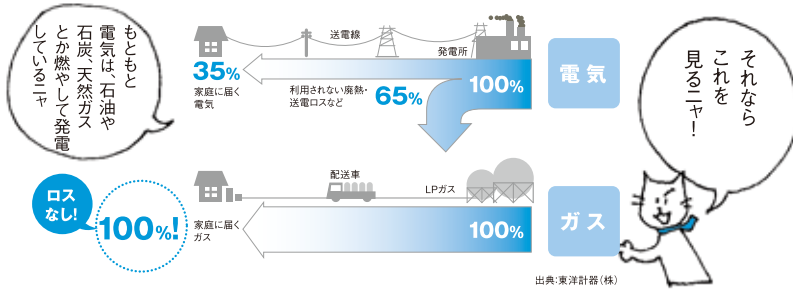 それなら
これを
見るニャ!
電気
発電所
送電線
100%
65%
利用されない廃熱・
送電ロスなど
35%
家庭に届く
電気
もともと
電気は、石油や
石炭、天然ガス
とか燃やして発電
しているニャ
ガス
LPガス
配送車
100%
家庭に届く
ガス
100%!
ロス
なし!
出典:東洋計器(株)